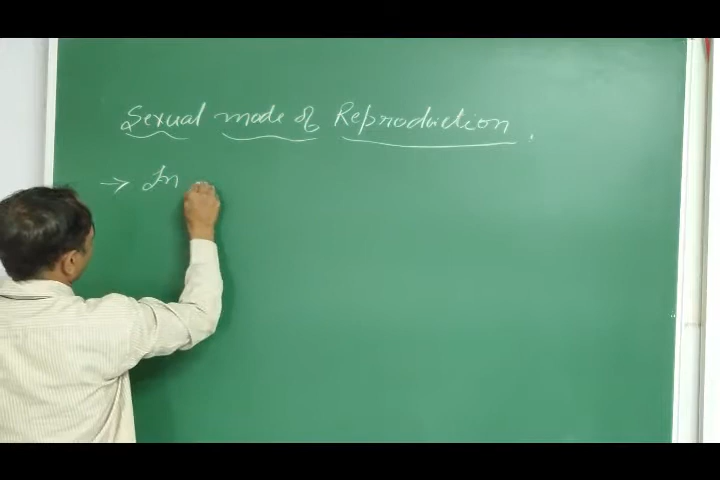 Sexual mode of Reproduction.
→ In